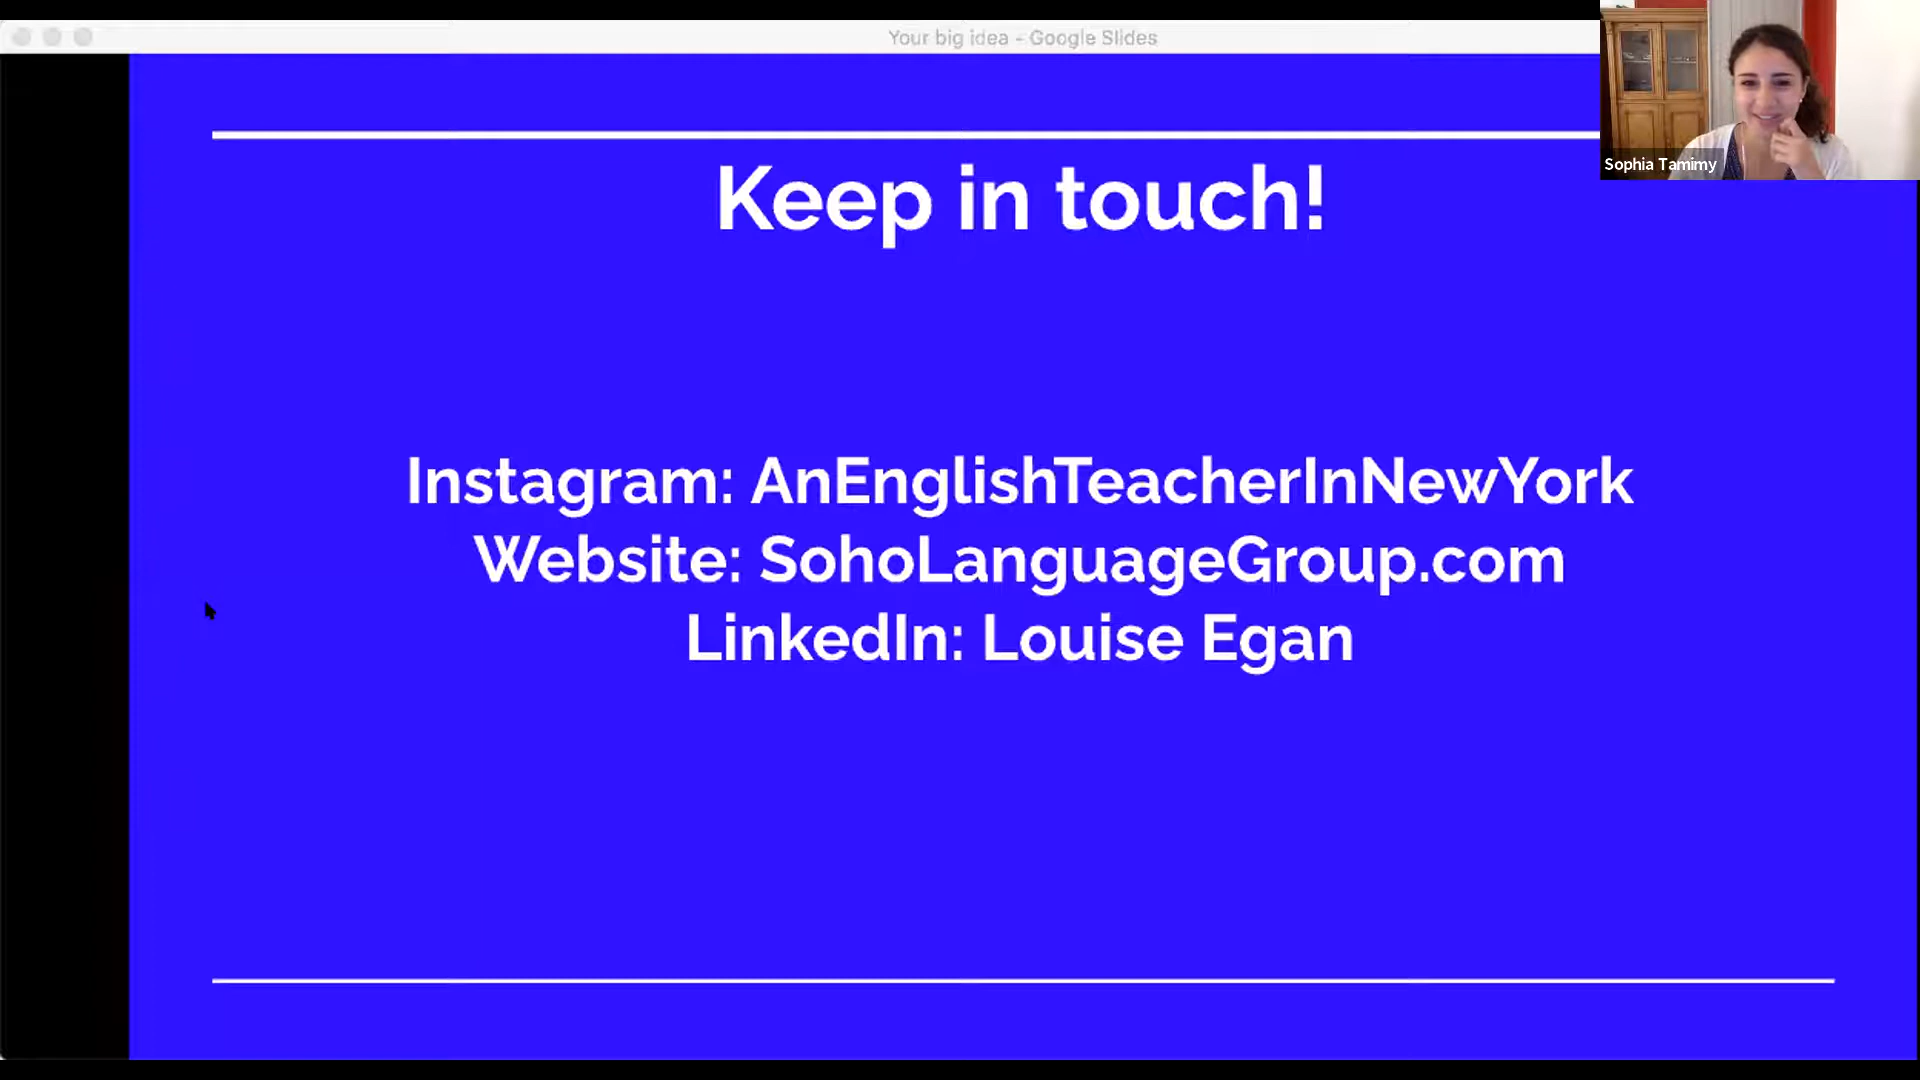 Your big idea - Google Slides
Sophia Tamimy
Keep in touch!
Instagram: AnEnglishTeacherInNewYork
Website: SohoLanguageGroup.com
LinkedIn: Louise Egan